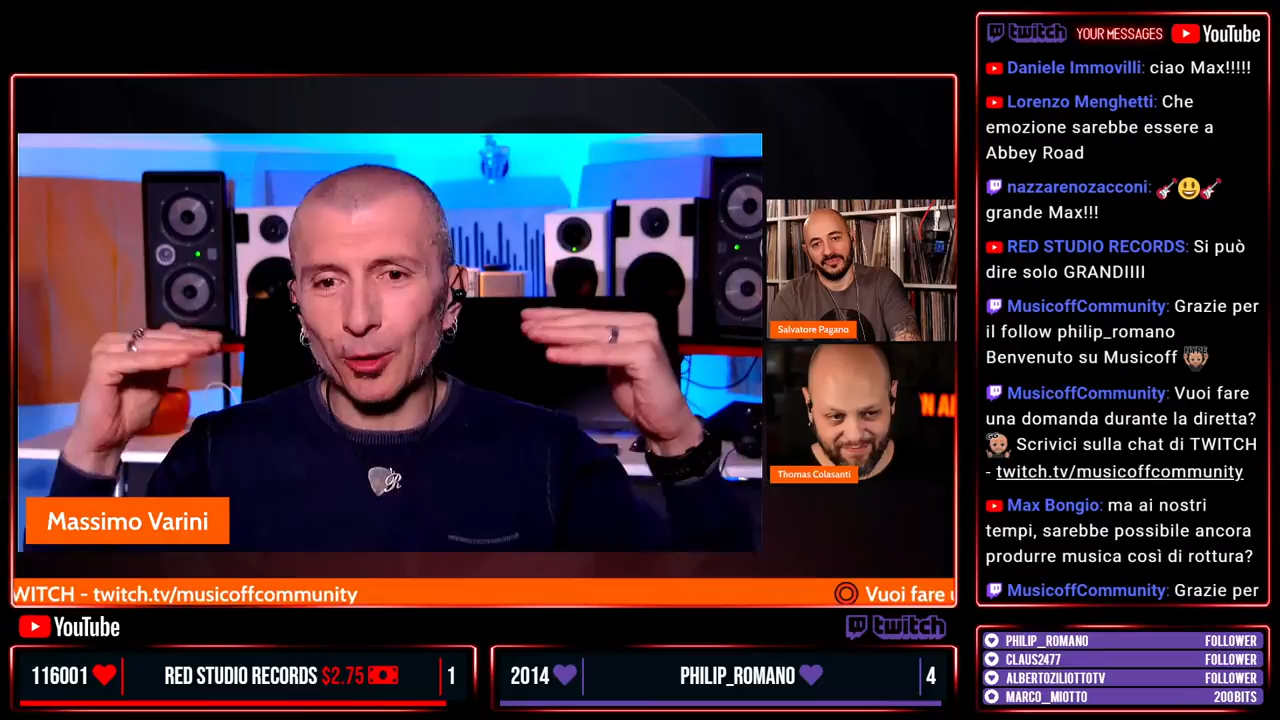 twitch YOUR MESSAGES YouTube
Daniele Immovilli: ciao Max!!!!!
Lorenzo Menghetti: Che
emozione sarebbe essere a
Abbey Road
nazzarenozacconi: 🎸😃🎸
grande Max!!!
RED STUDIO RECORDS: Si può
dire solo GRANDIIII
MusicoffCommunity: Grazie per
il follow philip_romano
Benvenuto su Musicoff
MusicoffCommunity: Vuoi fare
una domanda durante la diretta?
Scrivici sulla chat di TWITCH
- twitch.tv/musicoffcommunity
Max Bongio: ma ai nostri
tempi, sarebbe possibile ancora
produrre musica così di rottura?
MusicoffCommunity: Grazie per
Salvatore Pagano
Thomas Colasanti
Massimo Varini
WITCH - twitch.tv/musicoffcommunity
Vuoi fare
YouTube
twitch
116001 RED STUDIO RECORDS $2.75 1
2014 PHILIP_ROMANO 4
PHILIP_ROMANO FOLLOWER
CLAUS2477 FOLLOWER
ALBERTOZILIOTTOTV FOLLOWER
MARCO_MIOTTO 200BITS